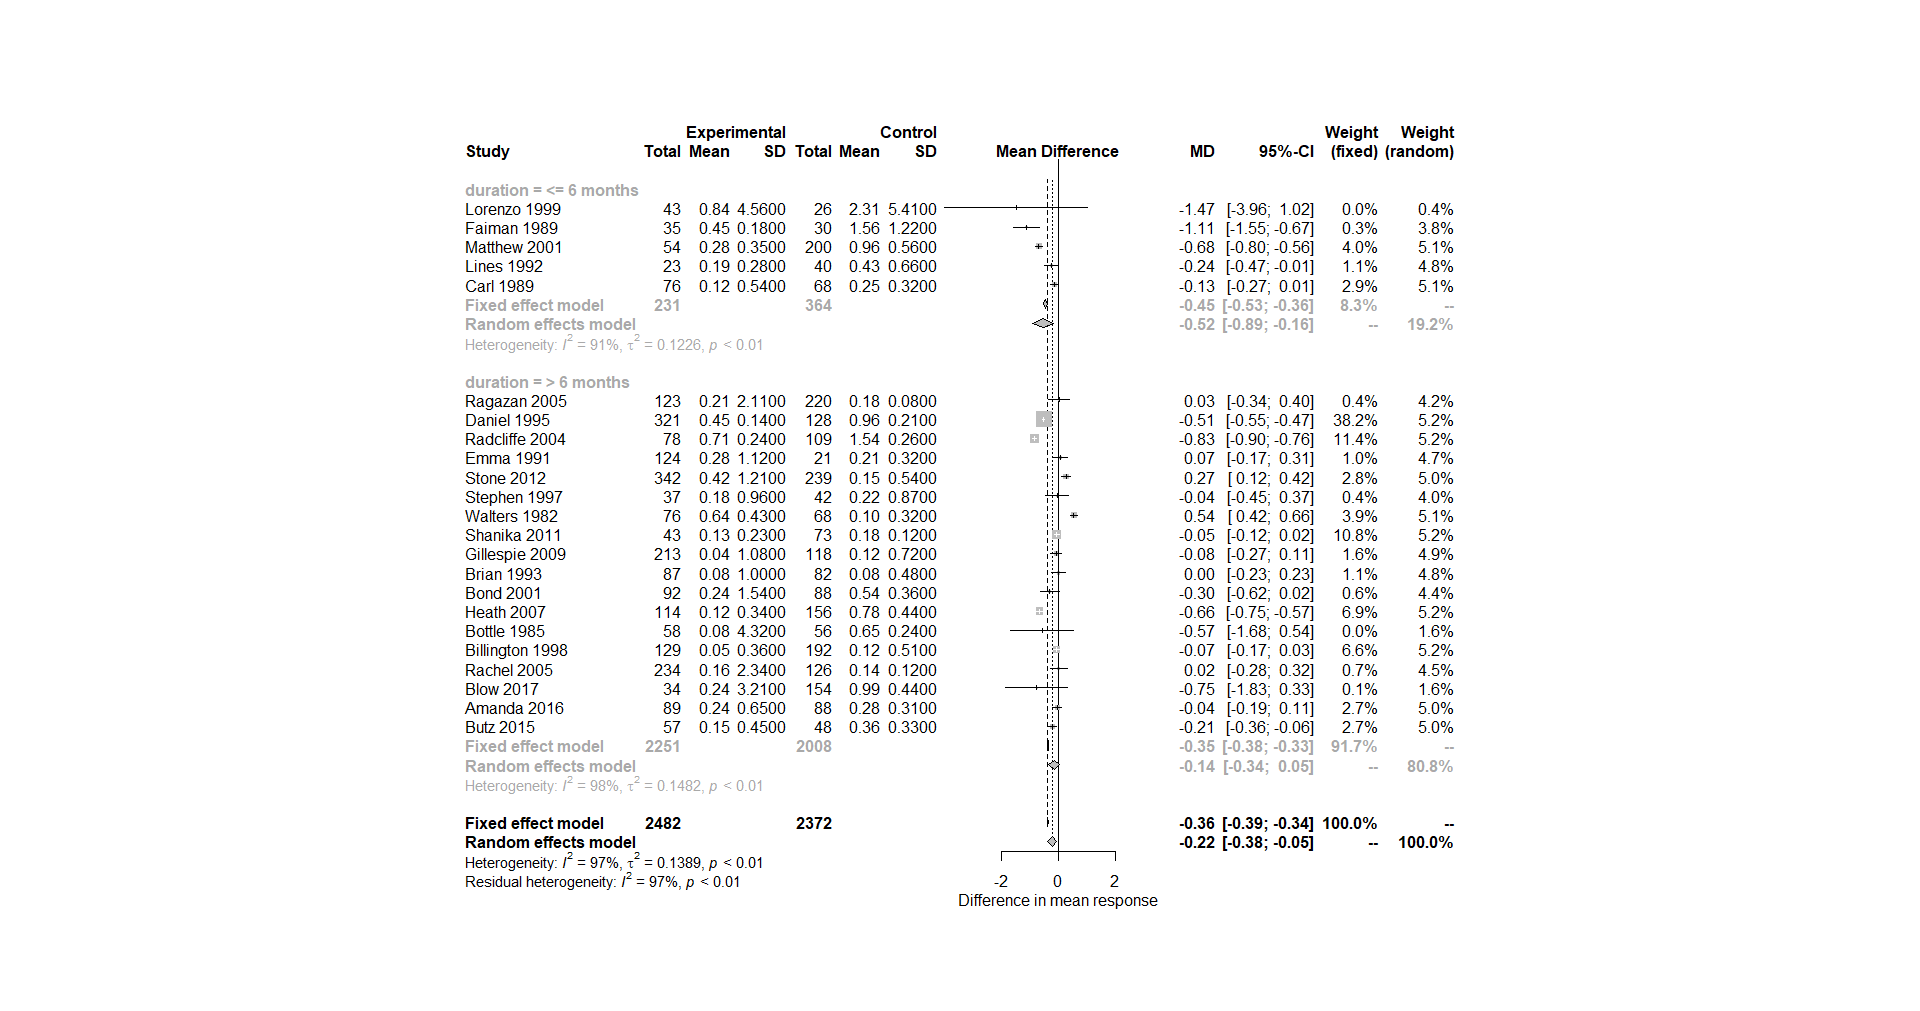 Experimental Control Weight Weight
Study Total Mean SD Total Mean SD Mean Difference MD 95%-CI (fixed) (random)
duration = <= 6 months
Lorenzo 1999 43 0.84 4.5600 26 2.31 5.4100 -1.47 [-3.96; 1.02] 0.0% 0.4%
Faiman 1989 35 0.45 0.1800 30 1.56 1.2200 -1.11 [-1.55; -0.67] 0.3% 3.8%
Matthew 2001 54 0.28 0.3500 200 0.96 0.5600 -0.68 [-0.80; -0.56] 4.0% 5.1%
Lines 1992 23 0.19 0.2800 40 0.43 0.6600 -0.24 [-0.47; -0.01] 1.1% 4.8%
Carl 1989 76 0.12 0.5400 68 0.25 0.3200 -0.13 [-0.27; 0.01] 2.9% 5.1%
Fixed effect model 231 364 -0.45 [-0.53; -0.36] 8.3% --
Random effects model -0.52 [-0.89; -0.16] -- 19.2%
Heterogeneity: I² = 91%, τ² = 0.1226, p < 0.01
duration = > 6 months
Ragazan 2005 123 0.21 2.1100 220 0.18 0.0800 0.03 [-0.34; 0.40] 0.4% 4.2%
Daniel 1995 321 0.45 0.1400 128 0.96 0.2100 -0.51 [-0.55; -0.47] 38.2% 5.2%
Radcliffe 2004 78 0.71 0.2400 109 1.54 0.2600 -0.83 [-0.90; -0.76] 11.4% 5.2%
Emma 1991 124 0.28 1.1200 21 0.21 0.3200 0.07 [-0.17; 0.31] 1.0% 4.7%
Stone 2012 342 0.42 1.2100 239 0.15 0.5400 0.27 [ 0.12; 0.42] 2.8% 5.0%
Stephen 1997 37 0.18 0.9600 42 0.22 0.8700 -0.04 [-0.45; 0.37] 0.4% 4.0%
Walters 1982 76 0.64 0.4300 68 0.10 0.3200 0.54 [ 0.42; 0.66] 3.9% 5.1%
Shanika 2011 43 0.13 0.2300 73 0.18 0.1200 -0.05 [-0.12; 0.02] 10.8% 5.2%
Gillespie 2009 213 0.04 1.0800 118 0.12 0.7200 -0.08 [-0.27; 0.11] 1.6% 4.9%
Brian 1993 87 0.08 1.0000 82 0.08 0.4800 0.00 [-0.23; 0.23] 1.1% 4.8%
Bond 2001 92 0.24 1.5400 88 0.54 0.3600 -0.30 [-0.62; 0.02] 0.6% 4.4%
Heath 2007 114 0.12 0.3400 156 0.78 0.4400 -0.66 [-0.75; -0.57] 6.9% 5.2%
Bottle 1985 58 0.08 4.3200 56 0.65 0.2400 -0.57 [-1.68; 0.54] 0.0% 1.6%
Billington 1998 129 0.05 0.3600 192 0.12 0.5100 -0.07 [-0.17; 0.03] 6.6% 5.2%
Rachel 2005 234 0.16 2.3400 126 0.14 0.1200 0.02 [-0.28; 0.32] 0.7% 4.5%
Blow 2017 34 0.24 3.2100 154 0.99 0.4400 -0.75 [-1.83; 0.33] 0.1% 1.6%
Amanda 2016 89 0.24 0.6500 88 0.28 0.3100 -0.04 [-0.19; 0.11] 2.7% 5.0%
Butz 2015 57 0.15 0.4500 48 0.36 0.3300 -0.21 [-0.36; -0.06] 2.7% 5.0%
Fixed effect model 2251 2008 -0.35 [-0.38; -0.33] 91.7% --
Random effects model -0.14 [-0.34; 0.05] -- 80.8%
Heterogeneity: I² = 98%, τ² = 0.1482, p < 0.01
Fixed effect model 2482 2372 -0.36 [-0.39; -0.34] 100.0% --
Random effects model -0.22 [-0.38; -0.05] -- 100.0%
Heterogeneity: I² = 97%, τ² = 0.1389, p < 0.01
Residual heterogeneity: I² = 97%, p < 0.01
-2 0 2
Difference in mean response